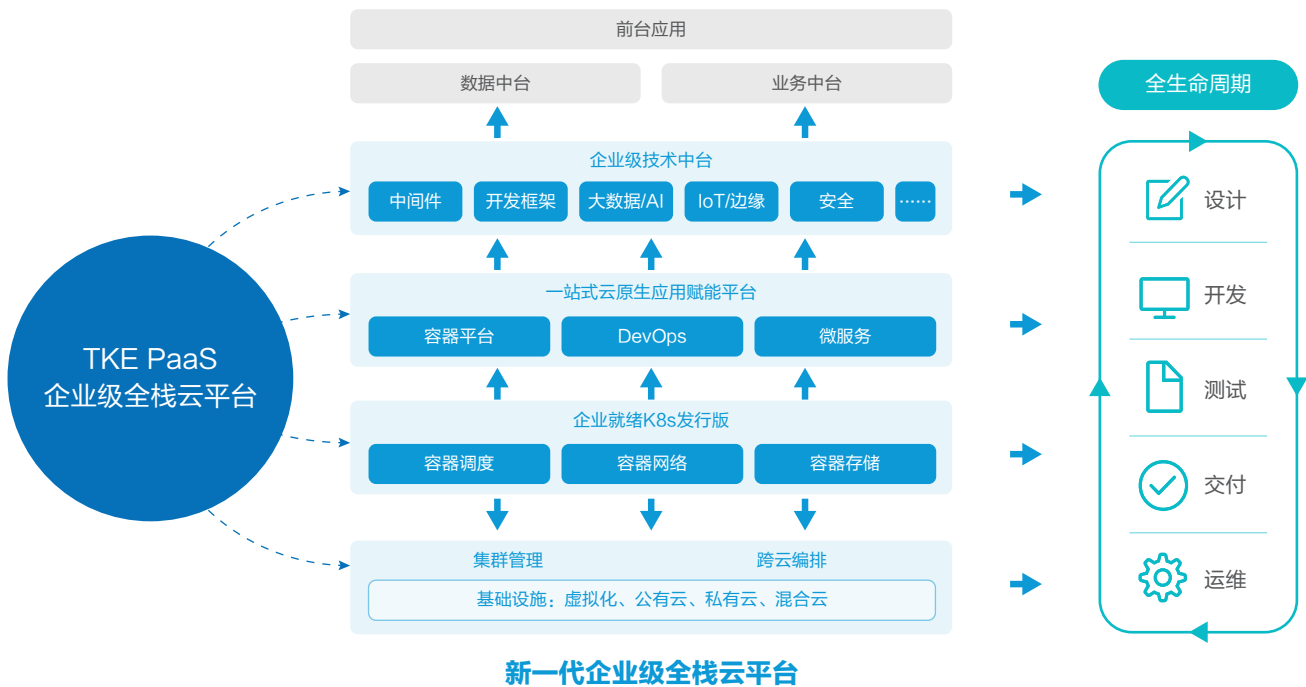 前台应用
数据中台
业务中台
企业级技术中台
中间件
开发框架
大数据/AI
IoT/边缘
安全
……
一站式云原生应用赋能平台
容器平台
DevOps
微服务
企业就绪K8s发行版
容器调度
容器网络
容器存储
集群管理
跨云编排
基础设施：虚拟化、公有云、私有云、混合云
TKE PaaS
企业级全栈云平台
全生命周期
设计
开发
测试
交付
运维
新一代企业级全栈云平台